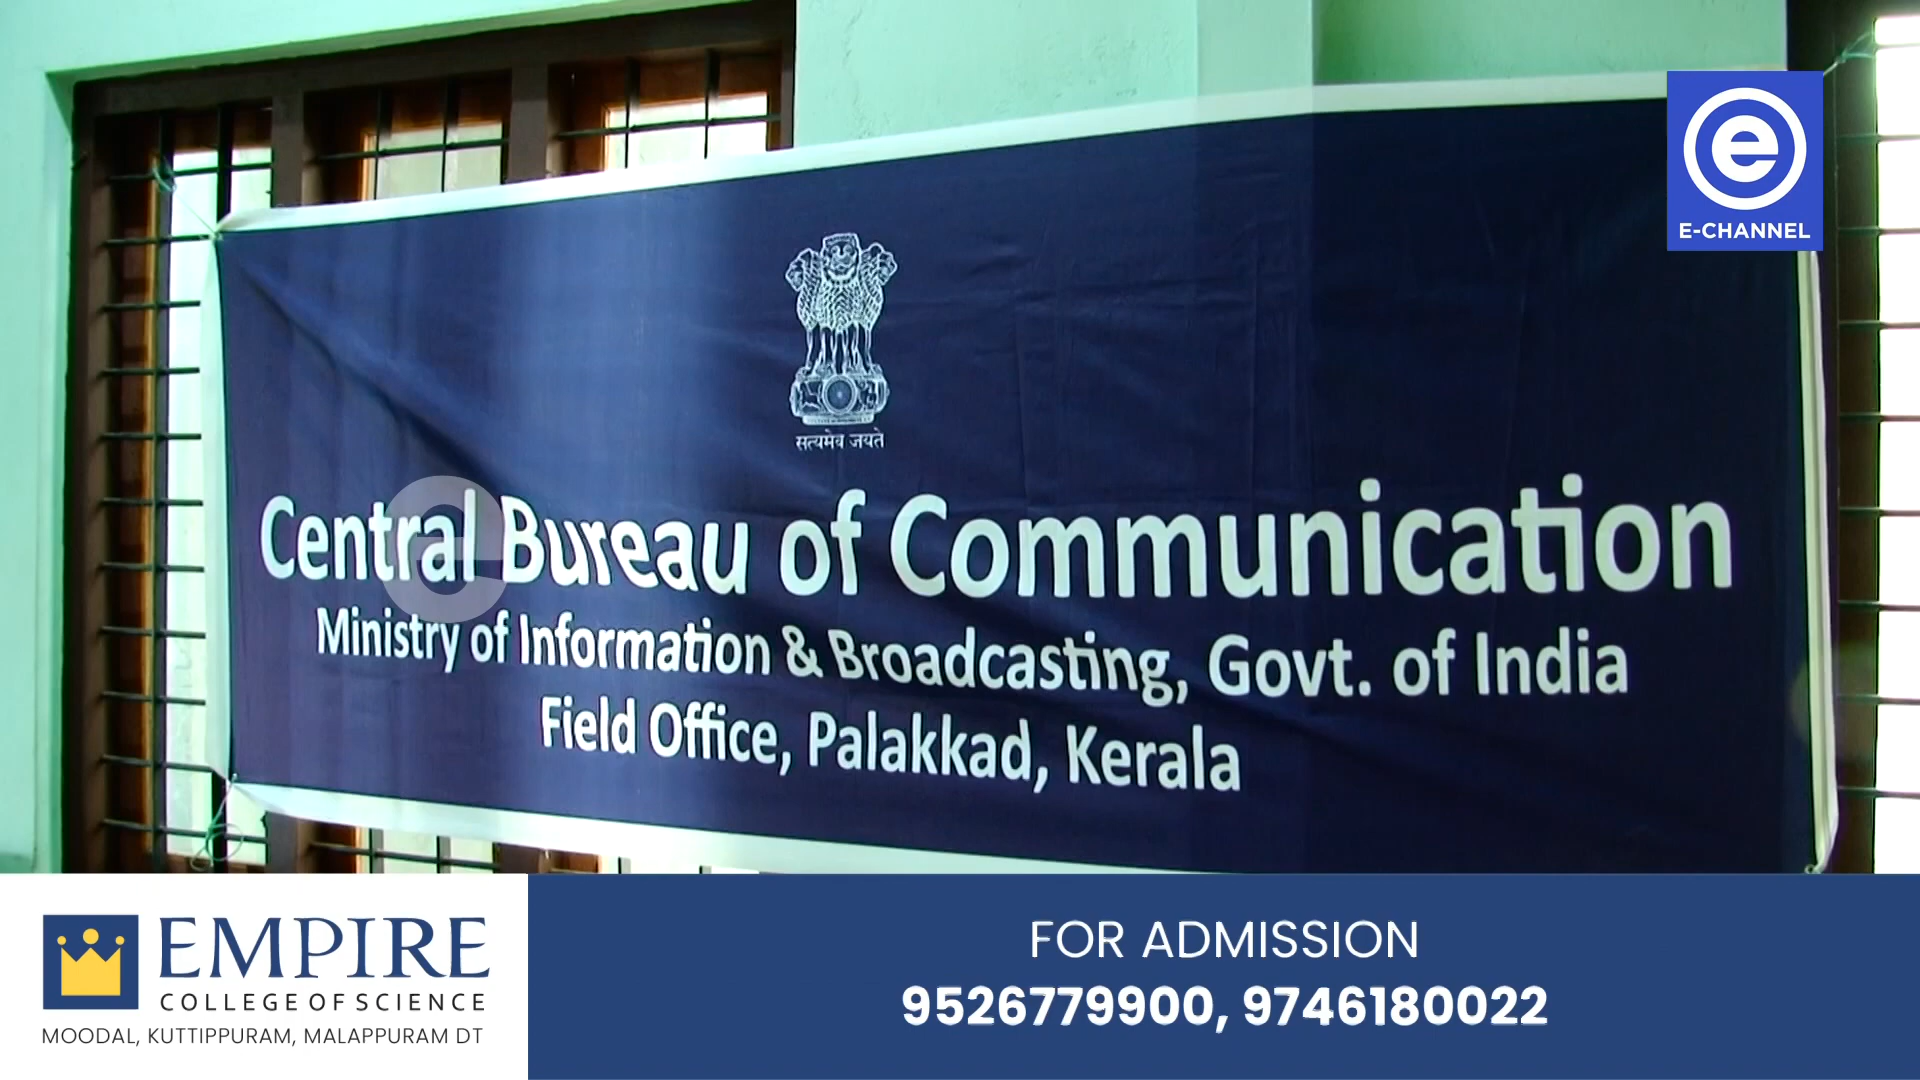 e
E-CHANNEL
सत्यमेव जयते
Central Bureau of Communication
Ministry of Information & Broadcasting, Govt. of India
Field Office, Palakkad, Kerala
e
EMPIRE
COLLEGE OF SCIENCE
MOODAL, KUTTIPPURAM, MALAPPURAM DT
FOR ADMISSION
9526779900, 9746180022